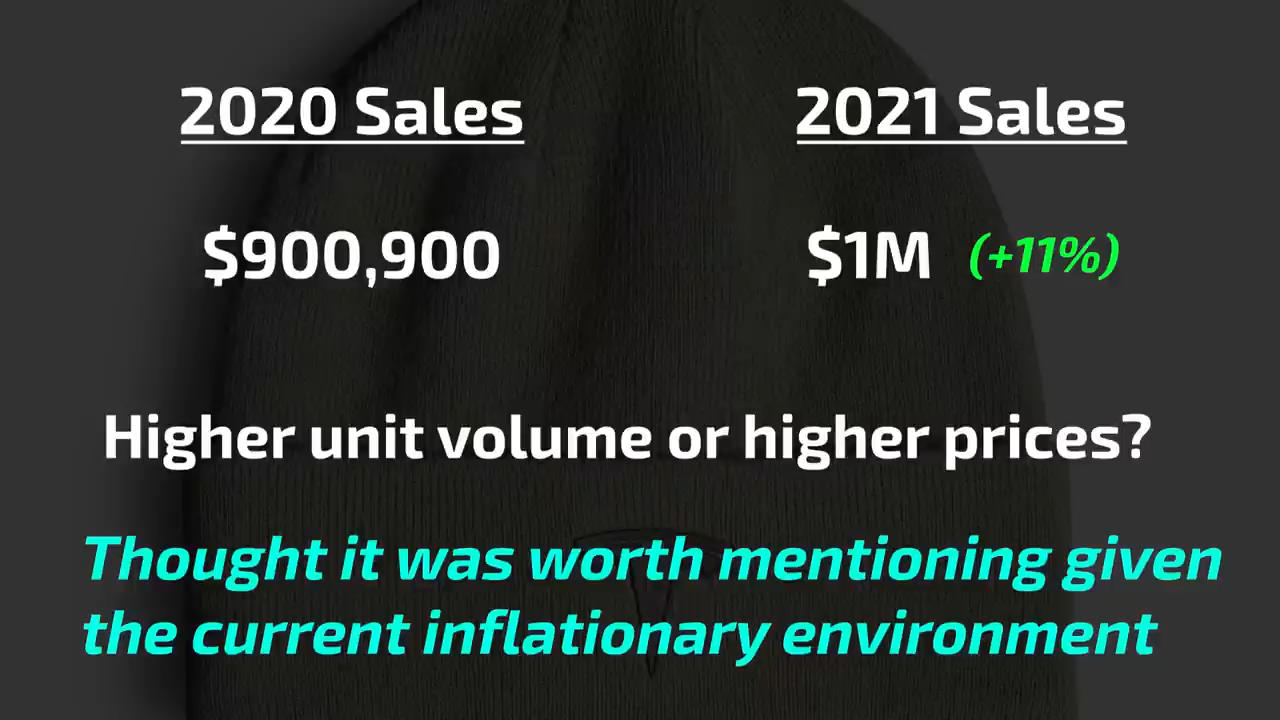 2020 Sales
2021 Sales
$900,900
$1M (+11%)
Higher unit volume or higher prices?
Thought it was worth mentioning given
the current inflationary environment